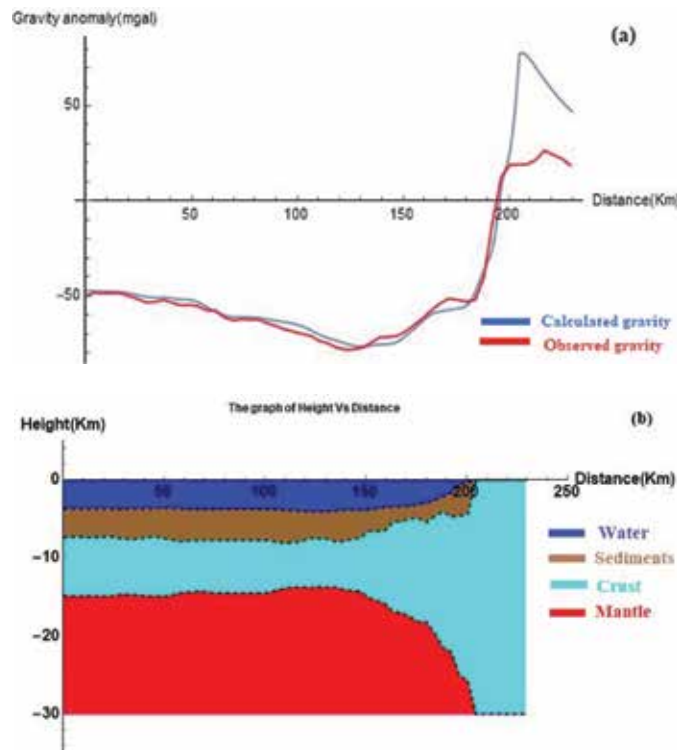 Gravity anomaly(mgal)
(a)
50
Distance(Km)
50
100
150
200
−50
Calculated gravity
Observed gravity
The graph of Height Vs Distance
(b)
Height(Km)
0
Distance(Km)
50
100
150
200
250
−10
−20
−30
Water
Sediments
Crust
Mantle